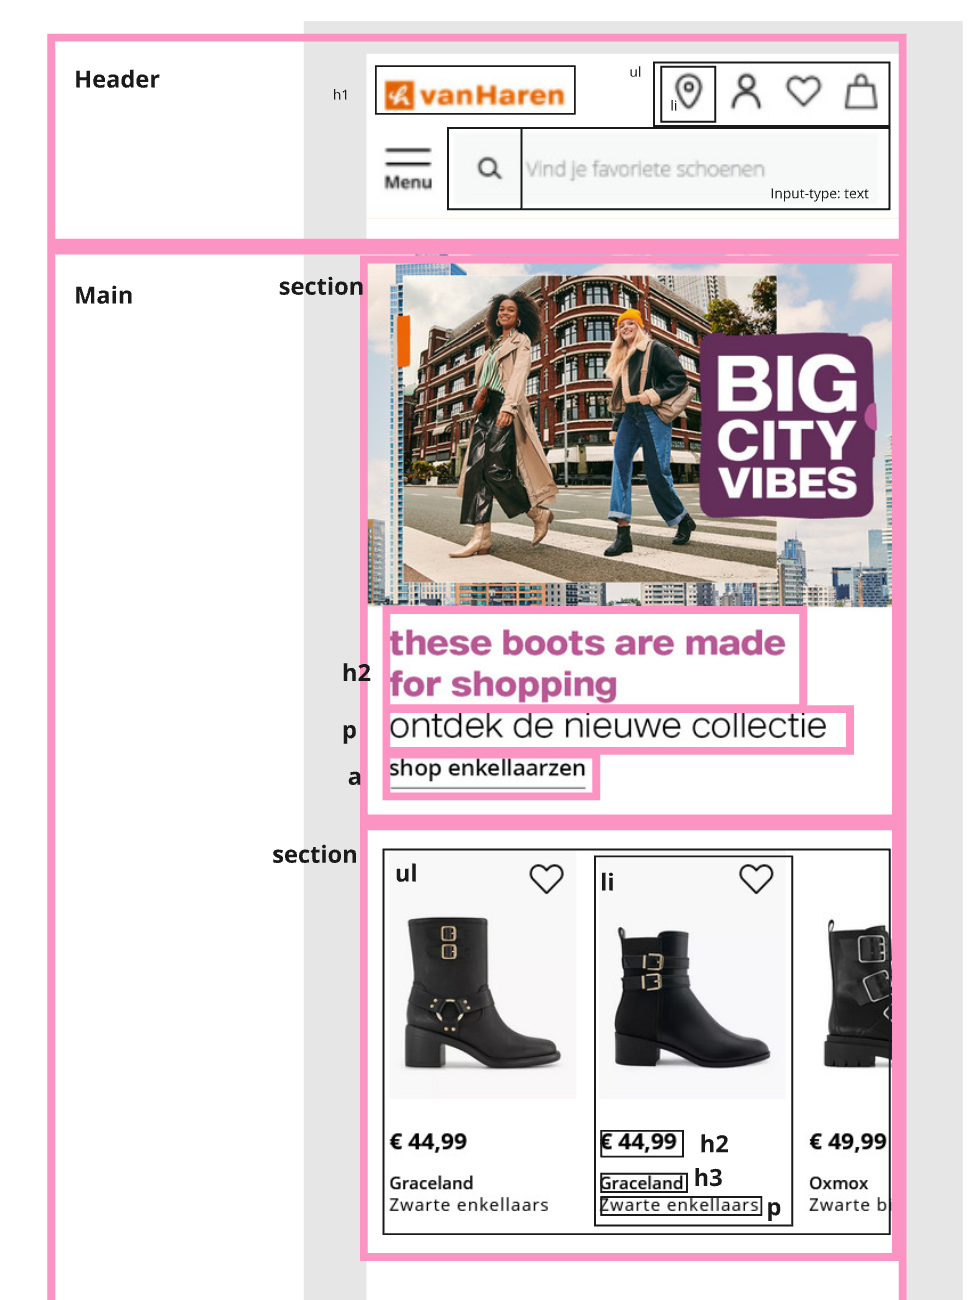 Header
h1
vanHaren
ul
li
Menu
Vind je favoriete schoenen
Input-type: text
Main
section
BIG
CITY
VIBES
h2
these boots are made
for shopping
p
ontdek de nieuwe collectie
a
shop enkellaarzen
section
ul
li
€ 44,99
Graceland
Zwarte enkellaars
€ 44,99
h2
Graceland
h3
Zwarte enkellaars
p
€ 49,99
Oxmox
Zwarte bi